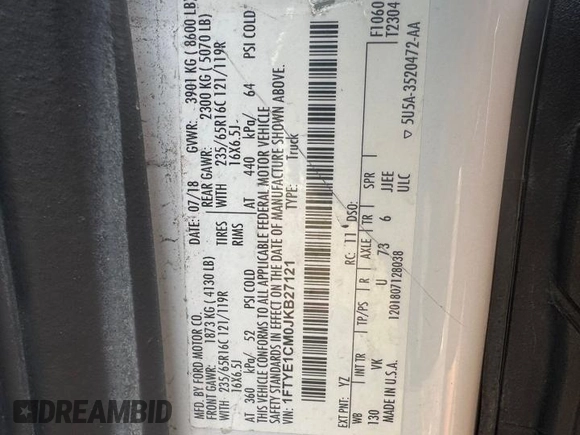 MFD. BY FORD MOTOR CO.
DATE: 07/18 GVWR: 3901 KG ( 8600 LB)
FRONT GAWR: 1873 KG ( 4130 LB) REAR GAWR: 2300 KG ( 5070 LB)
235/65R16C 121/119R TIRES WITH 235/65R16C 121/119R
16X6.5J RIMS 16X6.5J
AT 360 kPa/ 52 PSI COLD AT 440 kPa/ 64 PSI COLD
THIS VEHICLE CONFORMS TO ALL APPLICABLE FEDERAL MOTOR VEHICLE
SAFETY STANDARDS IN EFFECT ON THE DATE OF MANUFACTURE SHOWN ABOVE.
VIN: 1FTYE1CM0JKB27121 TYPE: Truck
F1060
T2304
EXT PNT: YZ RC: 11 DSO:
WB INT TR TP/PS R AXLE TR SPR
130 VK U 73 6 JJEE
ULC
MADE IN U.S.A. 1201807128038
▽ 5U5A-3520472-AA
DREAMBID